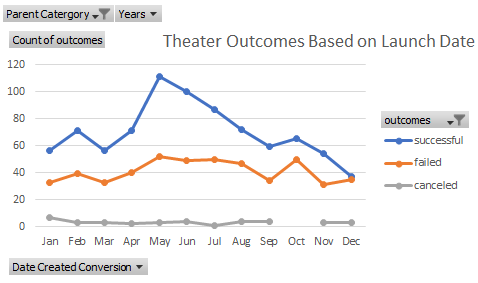 Parent Catergory Years
Count of outcomes
Theater Outcomes Based on Launch Date
120
100
80
60
40
20
0
Jan Feb Mar Apr May Jun Jul Aug Sep Oct Nov Dec
outcomes
successful
failed
canceled
Date Created Conversion